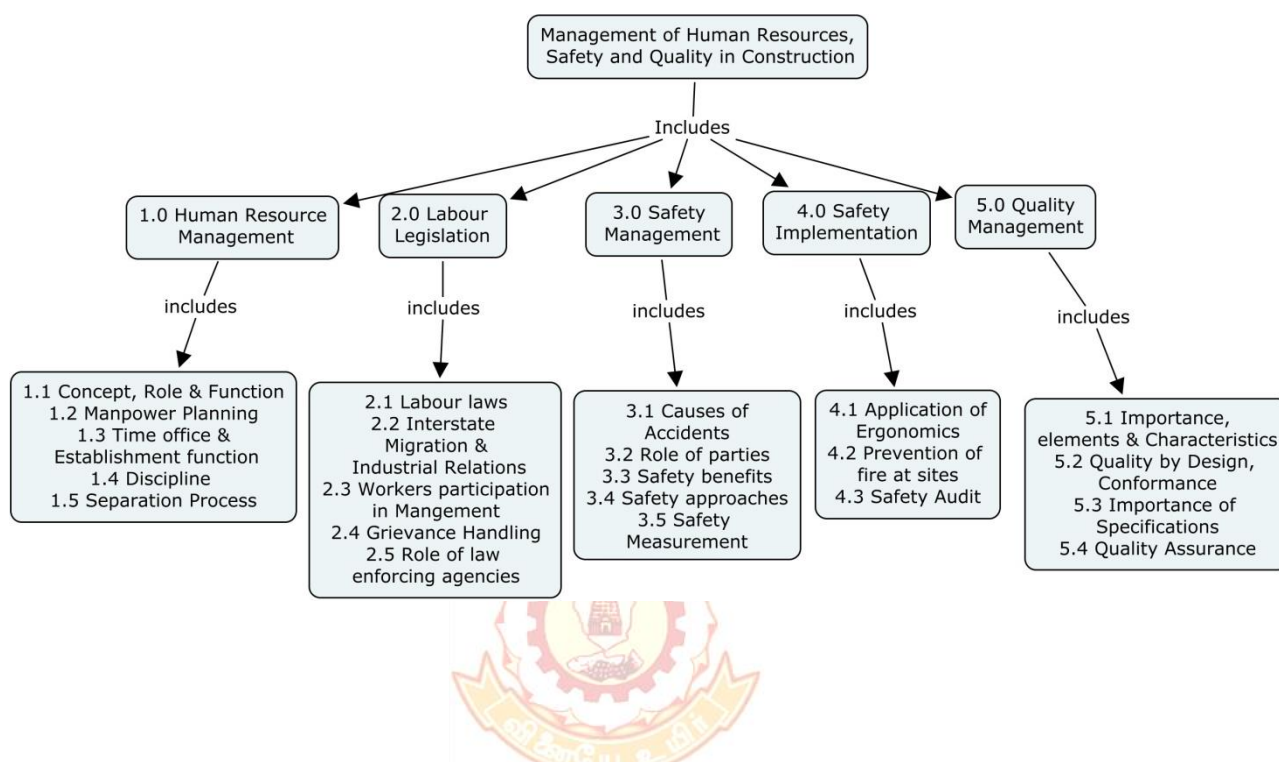 Management of Human Resources,
Safety and Quality in Construction
Includes
1.0 Human Resource
Management
2.0 Labour
Legislation
3.0 Safety
Management
4.0 Safety
Implementation
5.0 Quality
Management
includes
includes
includes
includes
includes
1.1 Concept, Role & Function
1.2 Manpower Planning
1.3 Time office &
Establishment function
1.4 Discipline
1.5 Separation Process
2.1 Labour laws
2.2 Interstate
Migration &
Industrial Relations
2.3 Workers participation
in Mangement
2.4 Grievance Handling
2.5 Role of law
enforcing agencies
3.1 Causes of
Accidents
3.2 Role of parties
3.3 Safety benefits
3.4 Safety approaches
3.5 Safety
Measurement
4.1 Application of
Ergonomics
4.2 Prevention of
fire at sites
4.3 Safety Audit
5.1 Importance,
elements & Characteristics
5.2 Quality by Design,
Conformance
5.3 Importance of
Specifications
5.4 Quality Assurance